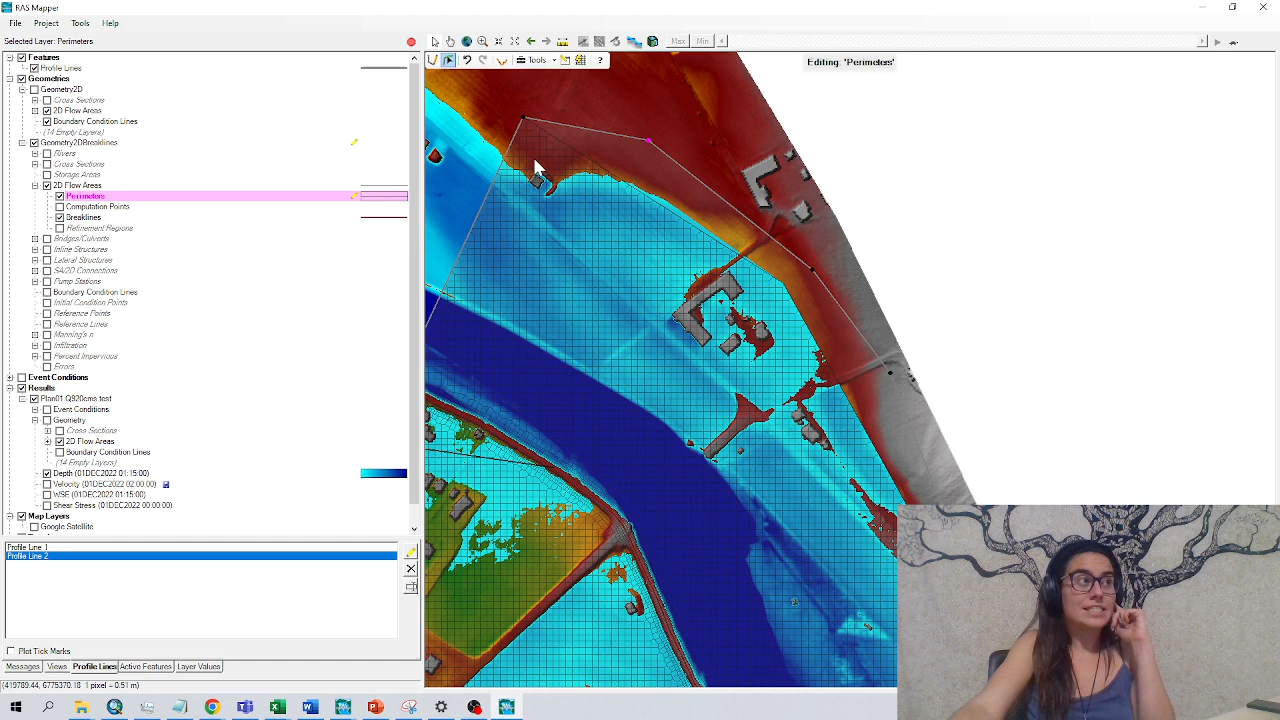 RAS Mapper
File Project Tools Help
Selected Layer: Perimeters
Max Min
Tools ?
Editing: 'Perimeters'
Features
Profile Lines
Geometries
Geometry2D
Cross Sections
2D Flow Areas
Boundary Condition Lines
(14 Empty Layers)
Geometry2DBreaklines
Rivers
Cross Sections
Storage Areas
2D Flow Areas
Perimeters
Computation Points
Breaklines
Refinement Regions
Bridges/Culverts
Inline Structures
Lateral Structures
SA/2D Connections
Pump Stations
Boundary Condition Lines
Initial Condition Points
Reference Points
Reference Lines
Manning's n
Infiltration
Percent Impervious
Errors
Event Conditions
Results
Plan01 Q920cms test
Event Conditions
Geometry
Cross Sections
2D Flow Areas
Boundary Condition Lines
(14 Empty Layers)
Depth (01DEC2022 01:15:00)
Velocity (01DEC2022 02:00:00)
WSE (01DEC2022 01:15:00)
Shear Stress (01DEC2022 00:00:00)
Map Layers
Google Satellite
Profile Line 1
Profile Line 2
Plot Tick Marks
Messages Views Profile Lines Active Features Layer Values